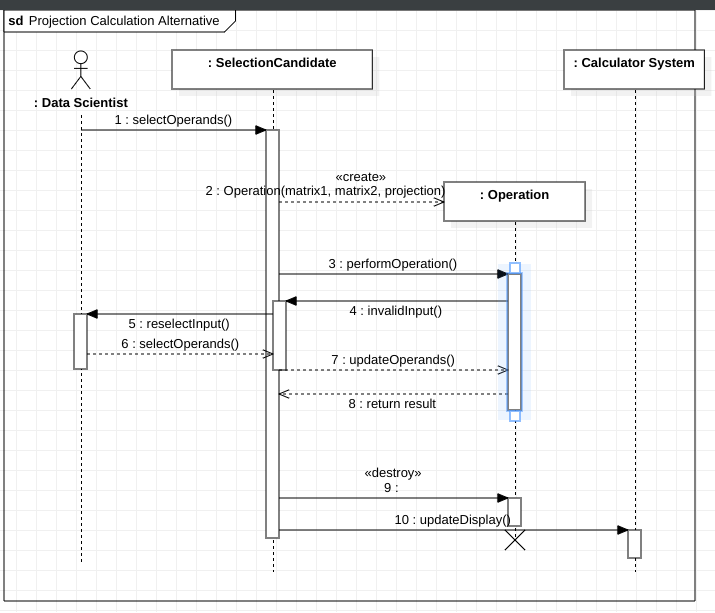 sd Projection Calculation Alternative
: SelectionCandidate
: Calculator System
: Data Scientist
1 : selectOperands()
«create»
2 : Operation(matrix1, matrix2, projection)
: Operation
3 : performOperation()
4 : invalidInput()
5 : reselectInput()
6 : selectOperands()
7 : updateOperands()
8 : return result
«destroy»
9 :
10 : updateDisplay()